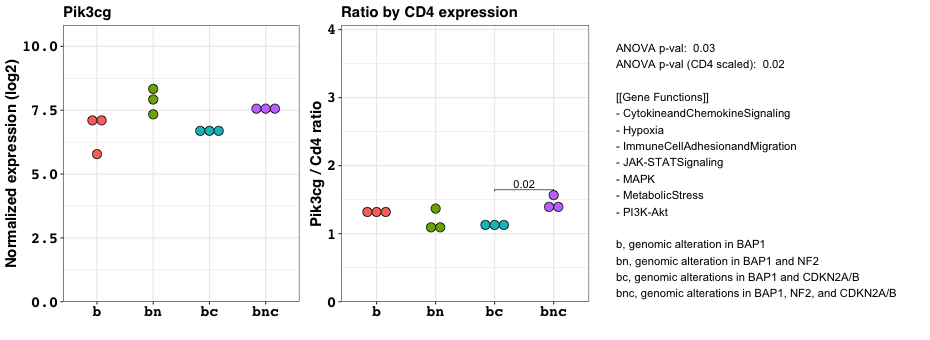 Pik3cg
Normalized expression (log2)
10.0
7.5
5.0
2.5
0.0
b bn bc bnc
Ratio by CD4 expression
Pik3cg / Cd4 ratio
4
3
2
1
0
0.02
b bn bc bnc
ANOVA p-val: 0.03
ANOVA p-val (CD4 scaled): 0.02
[[Gene Functions]]
- CytokineandChemokineSignaling
- Hypoxia
- ImmuneCellAdhesionandMigration
- JAK-STATSignaling
- MAPK
- MetabolicStress
- PI3K-Akt
b, genomic alteration in BAP1
bn, genomic alteration in BAP1 and NF2
bc, genomic alterations in BAP1 and CDKN2A/B
bnc, genomic alterations in BAP1, NF2, and CDKN2A/B